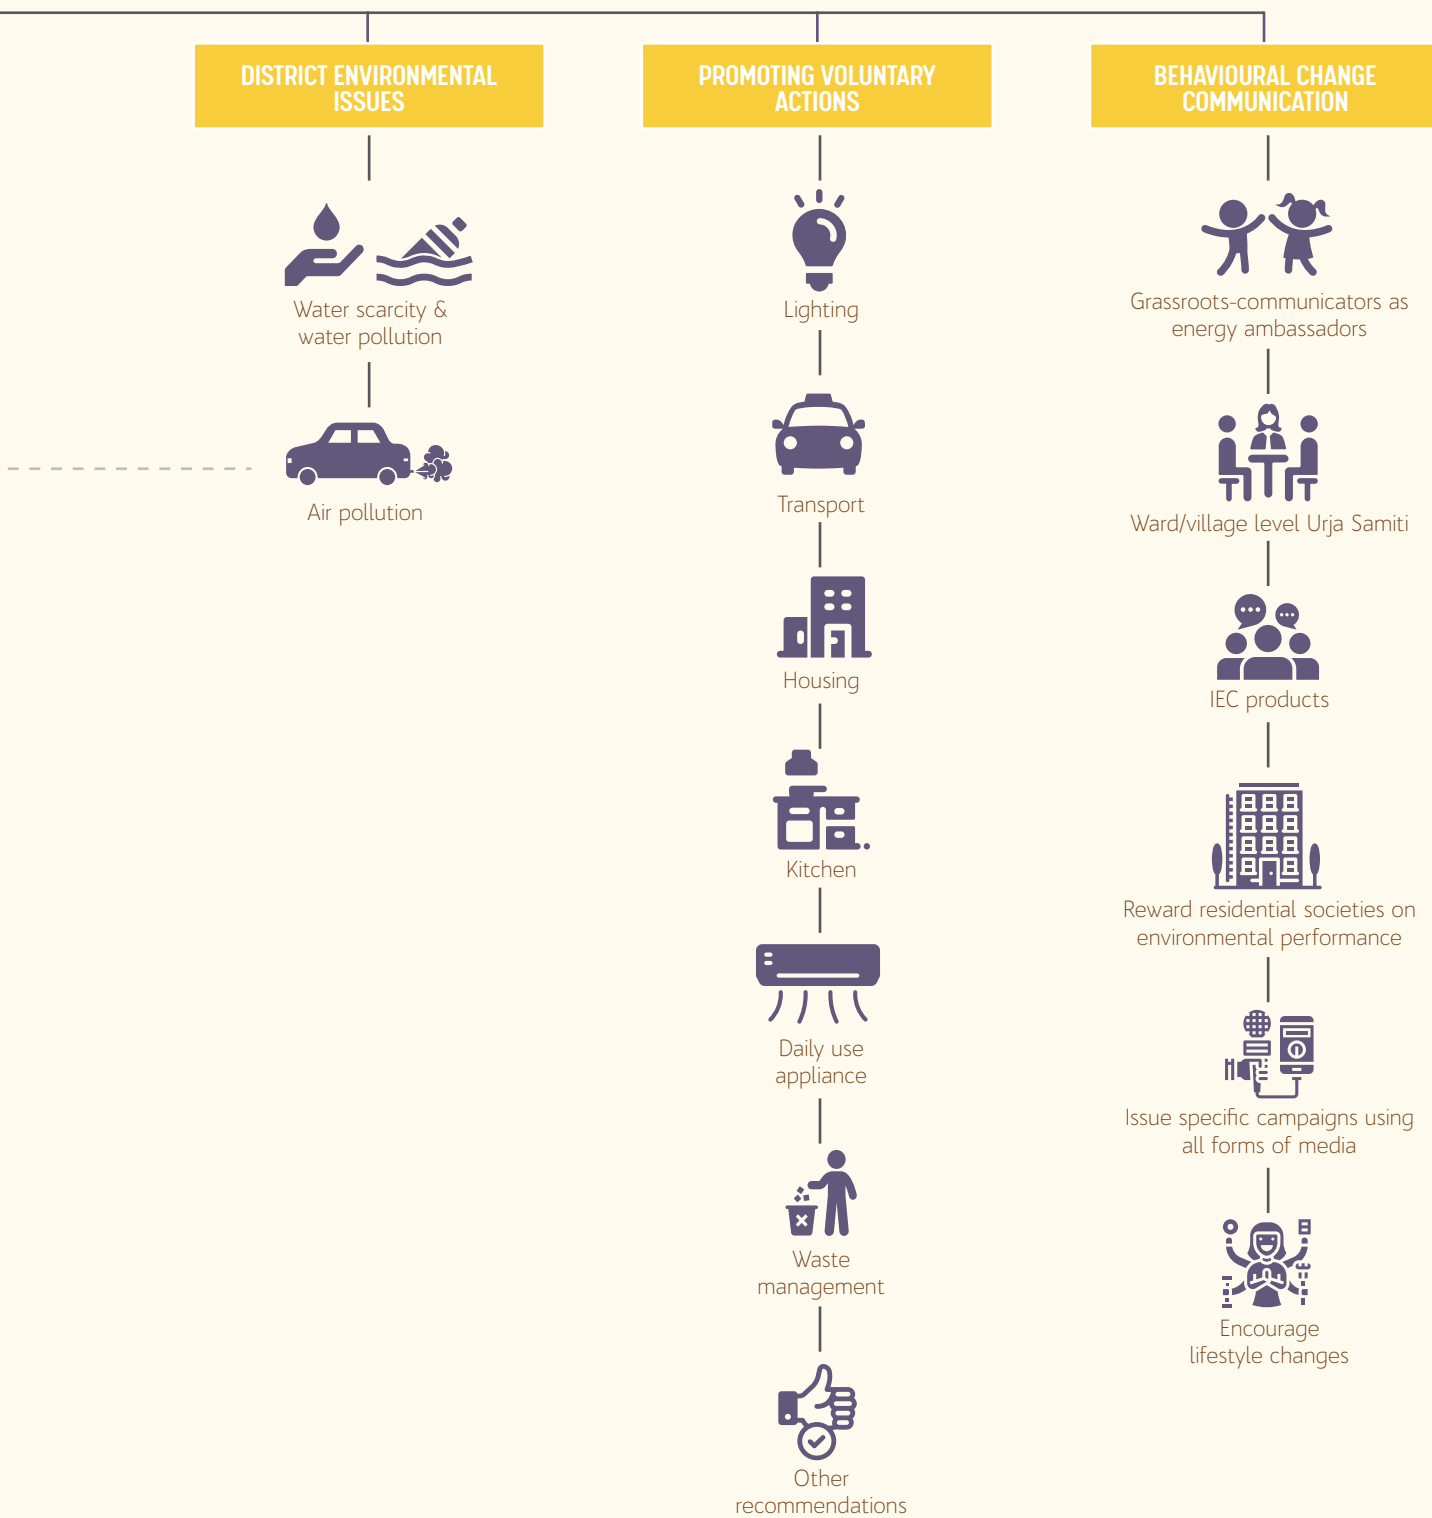 DISTRICT ENVIRONMENTAL
ISSUES
Water scarcity &
water pollution
Air pollution
PROMOTING VOLUNTARY
ACTIONS
Lighting
Transport
Housing
Kitchen
Daily use
appliance
Waste
management
Other
recommendations
BEHAVIOURAL CHANGE
COMMUNICATION
Grassroots-communicators as
energy ambassadors
Ward/village level Urja Samiti
IEC products
Reward residential societies on
environmental performance
Issue specific campaigns using
all forms of media
Encourage
lifestyle changes